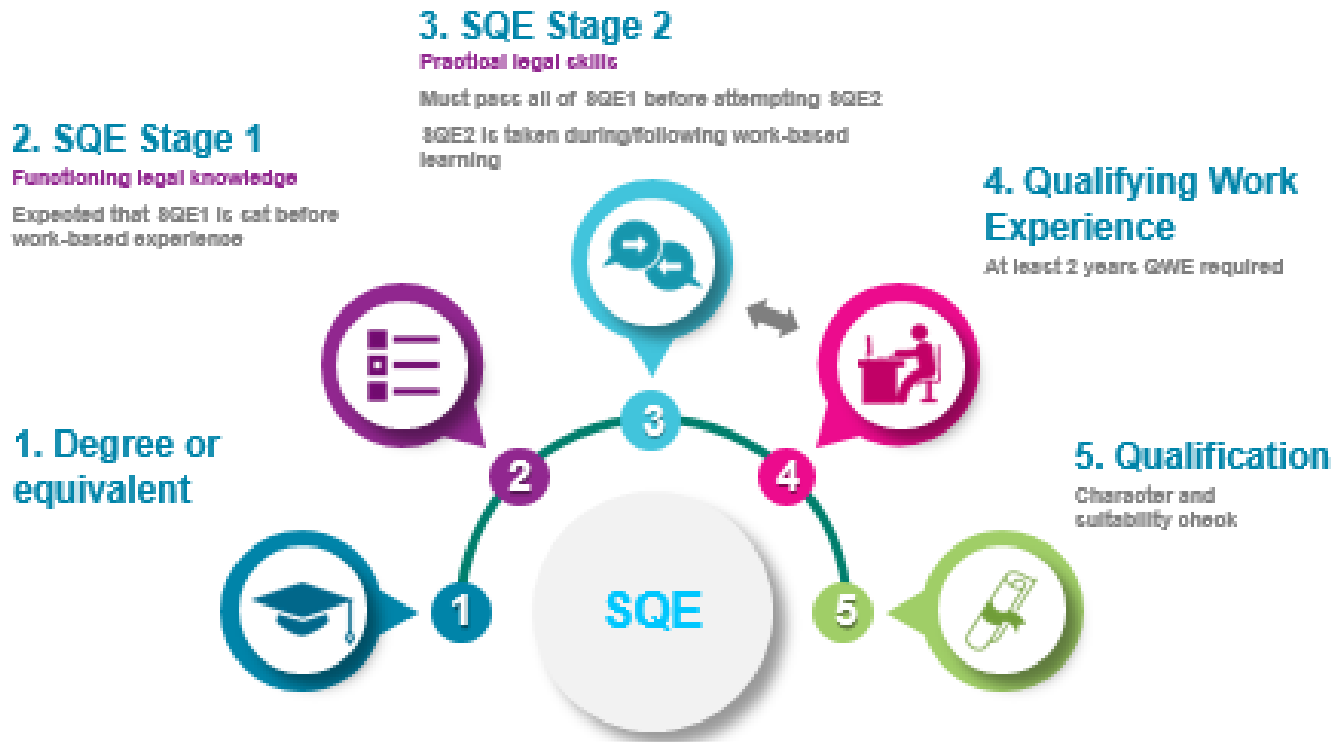 3. SQE Stage 2
Practical legal skills
Must pass all of SQE1 before attempting SQE2
SQE2 is taken during/following work-based
learning
2. SQE Stage 1
Functioning legal knowledge
Expected that SQE1 is sat before
work-based experience
4. Qualifying Work
Experience
At least 2 years QWE required
1. Degree or
equivalent
5. Qualification
Character and
suitability check
1
2
3
4
5
SQE